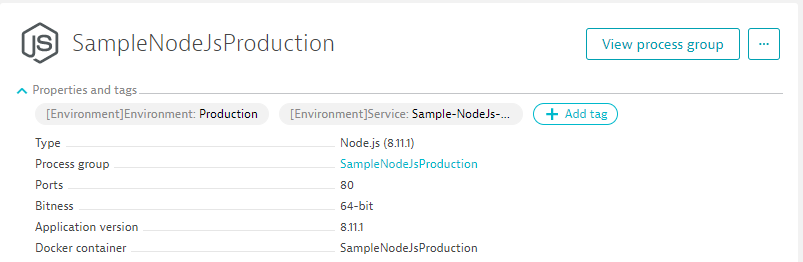 JS SampleNodeJsProduction View process group ...
Properties and tags
[Environment]Environment: Production [Environment]Service: Sample-NodeJs-... + Add tag
Type Node.js (8.11.1)
Process group SampleNodeJsProduction
Ports 80
Bitness 64-bit
Application version 8.11.1
Docker container SampleNodeJsProduction